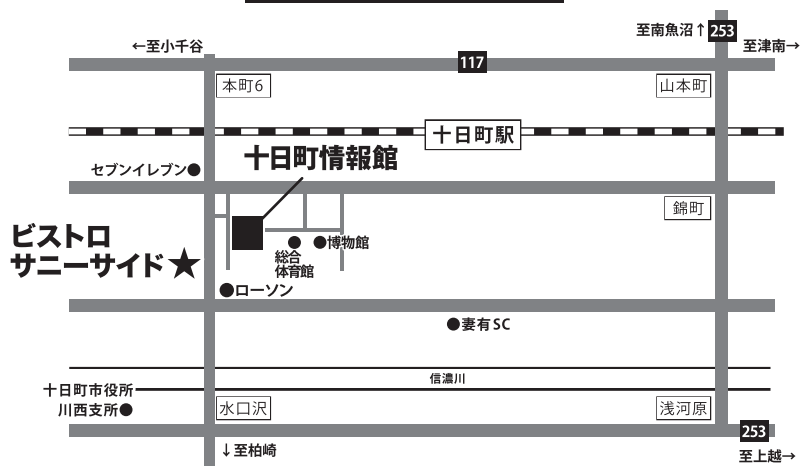 至南魚沼↑
253
←至小千谷
至津南→
117
本町6
山本町
十日町駅
十日町情報館
セブンイレブン●
錦町
ビストロ
サニーサイド★
●博物館
総合
体育館
●ローソン
●妻有SC
信濃川
十日町市役所
川西支所●
水口沢
浅河原
253
↓至柏崎
至上越→